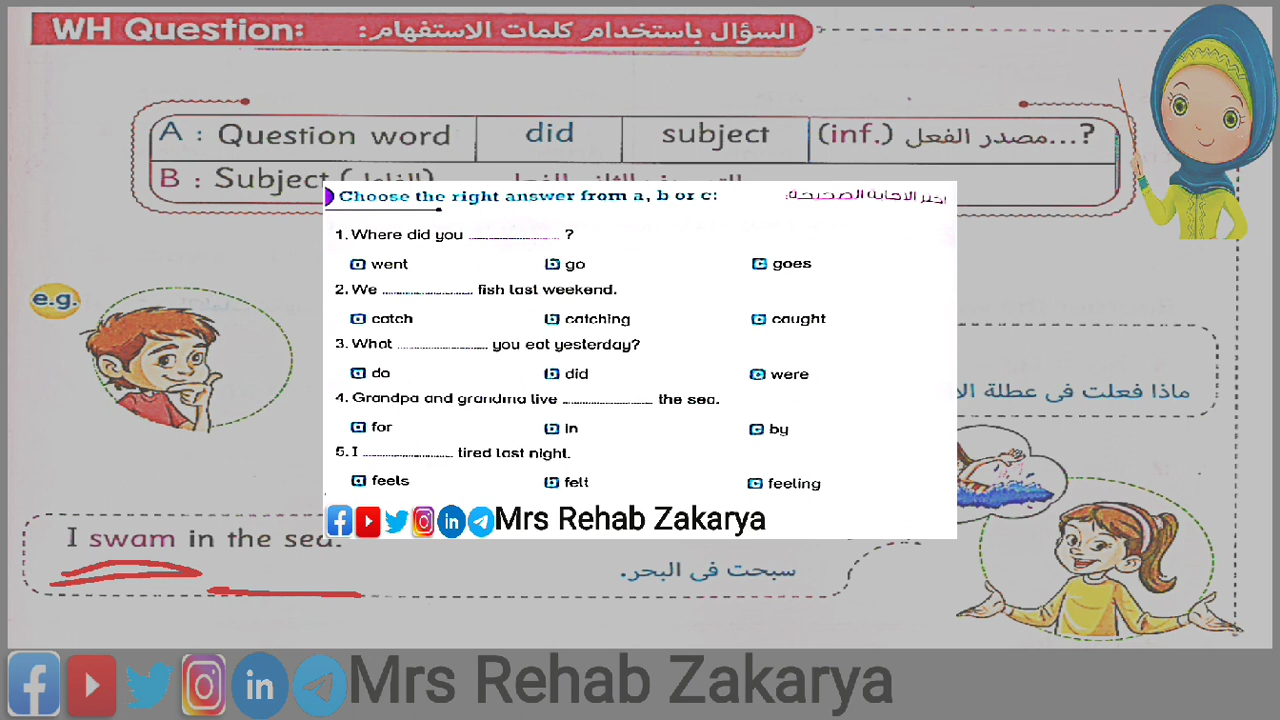 WH Question: السؤال باستخدام كلمات الاستفهام:
A : Question word did subject (inf.) مصدر الفعل...?
B : Subject (الفاعل)
Choose the right answer from a, b or c: اختر الاجابة الصحيحة:
1. Where did you .................... ?
a went b go c goes
2. We .................... fish last weekend.
a catch b catching c caught
3. What .................... you eat yesterday?
a do b did c were
4. Grandpa and grandma live .................... the sea.
a for b in c by
5. I .................... tired last night.
a feels b felt c feeling
Mrs Rehab Zakarya
e.g.
ماذا فعلت فى عطلة
I swam in the sea.
سبحت فى البحر.
Mrs Rehab Zakarya